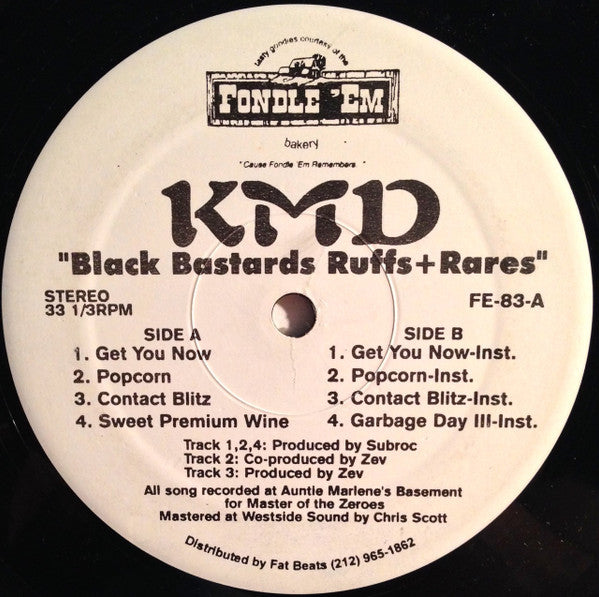 tasty goodies courtesy of the
FONDLE 'EM
bakery
"Cause Fondle 'Em Remembers. "
KMD
"Black Bastards Ruffs+Rares"
STEREO
33 1/3RPM
FE-83-A
SIDE A
1. Get You Now
2. Popcorn
3. Contact Blitz
4. Sweet Premium Wine
SIDE B
1. Get You Now-Inst.
2. Popcorn-Inst.
3. Contact Blitz-Inst.
4. Garbage Day III-Inst.
Track 1,2,4: Produced by Subroc
Track 2: Co-produced by Zev
Track 3: Produced by Zev
All song recorded at Auntie Marlene's Basement
for Master of the Zeroes
Mastered at Westside Sound by Chris Scott
Distributed by Fat Beats (212) 965-1862